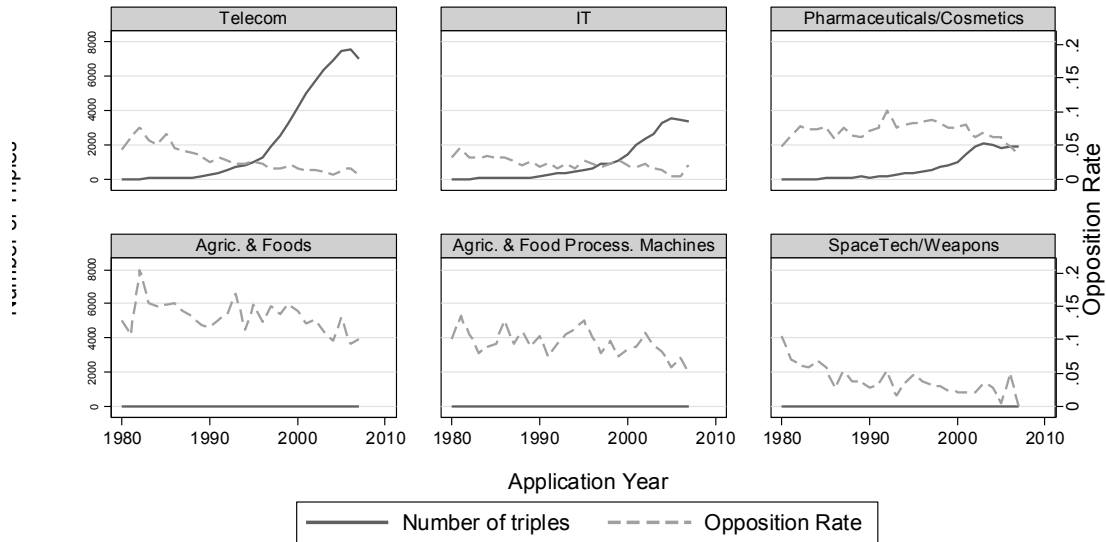 Telecom IT Pharmaceuticals/Cosmetics
8000 .2
6000 .15
4000 .1
2000 .05
0 0
Agric. & Foods Agric. & Food Process. Machines SpaceTech/Weapons
8000 .2
6000 .15
4000 .1
2000 .05
0 0
Opposition Rate
1980 1990 2000 2010 1980 1990 2000 2010 1980 1990 2000 2010
Application Year
Number of triples Opposition Rate